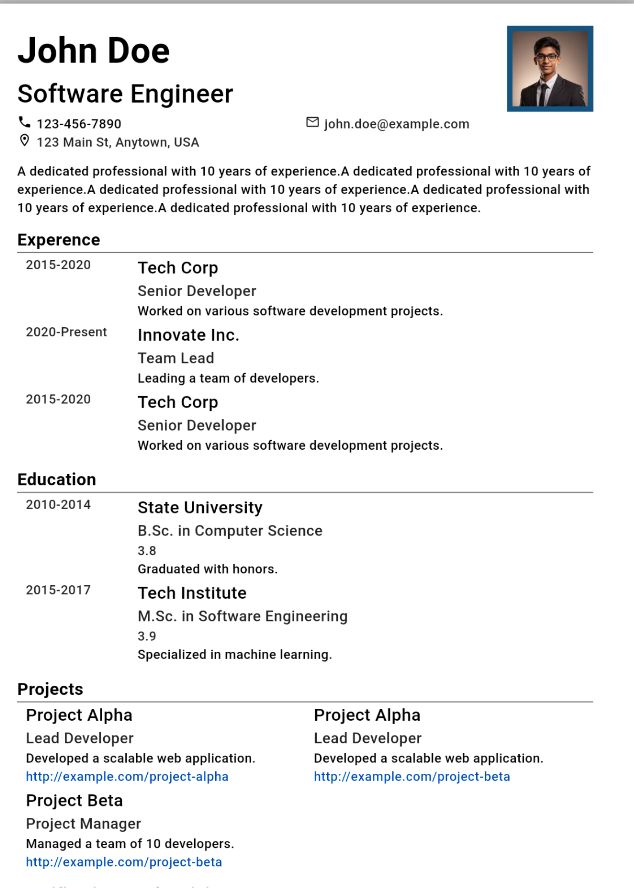 John Doe
Software Engineer
123-456-7890
john.doe@example.com
123 Main St, Anytown, USA
A dedicated professional with 10 years of experience.A dedicated professional with 10 years of
experience.A dedicated professional with 10 years of experience.A dedicated professional with
10 years of experience.A dedicated professional with 10 years of experience.
Experence
2015-2020
Tech Corp
Senior Developer
Worked on various software development projects.
2020-Present
Innovate Inc.
Team Lead
Leading a team of developers.
2015-2020
Tech Corp
Senior Developer
Worked on various software development projects.
Education
2010-2014
State University
B.Sc. in Computer Science
3.8
Graduated with honors.
2015-2017
Tech Institute
M.Sc. in Software Engineering
3.9
Specialized in machine learning.
Projects
Project Alpha
Lead Developer
Developed a scalable web application.
http://example.com/project-alpha
Project Alpha
Lead Developer
Developed a scalable web application.
http://example.com/project-beta
Project Beta
Project Manager
Managed a team of 10 developers.
http://example.com/project-beta